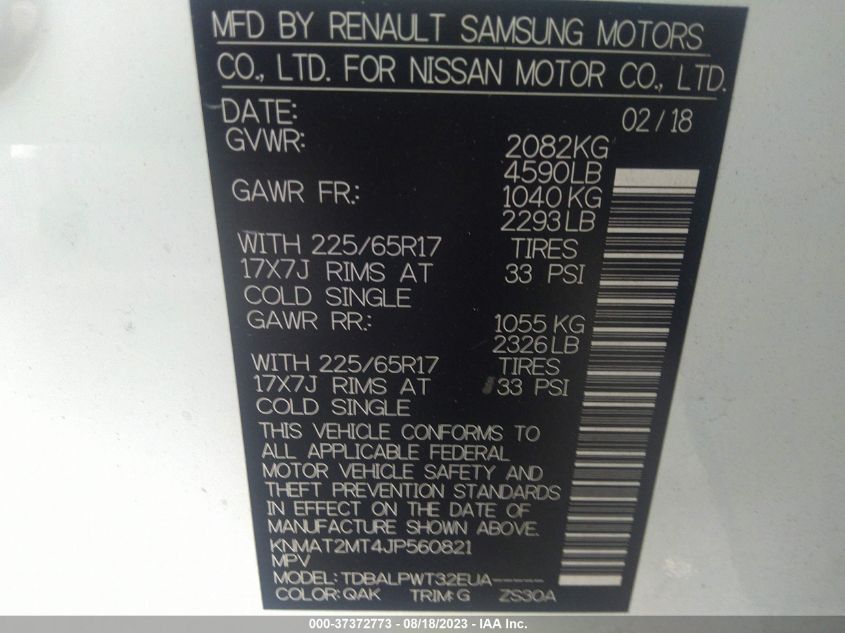 MFD BY RENAULT SAMSUNG MOTORS
CO., LTD. FOR NISSAN MOTOR CO., LTD.
DATE: 02/18
GVWR: 2082KG
4590LB
GAWR FR.: 1040KG
2293LB
WITH 225/65R17 TIRES
17X7J RIMS AT 33 PSI
COLD SINGLE
GAWR RR.: 1055 KG
2326LB
WITH 225/65R17 TIRES
17X7J RIMS AT 33 PSI
COLD SINGLE
THIS VEHICLE CONFORMS TO
ALL APPLICABLE FEDERAL
MOTOR VEHICLE SAFETY AND
THEFT PREVENTION STANDARDS
IN EFFECT ON THE DATE OF
MANUFACTURE SHOWN ABOVE.
KNMAT2MT4JP560821
MPV
MODEL: TDBALPWT32EUA-----
COLOR: QAK TRIM: G ZS30A
000-37372773 - 08/18/2023 - IAA Inc.